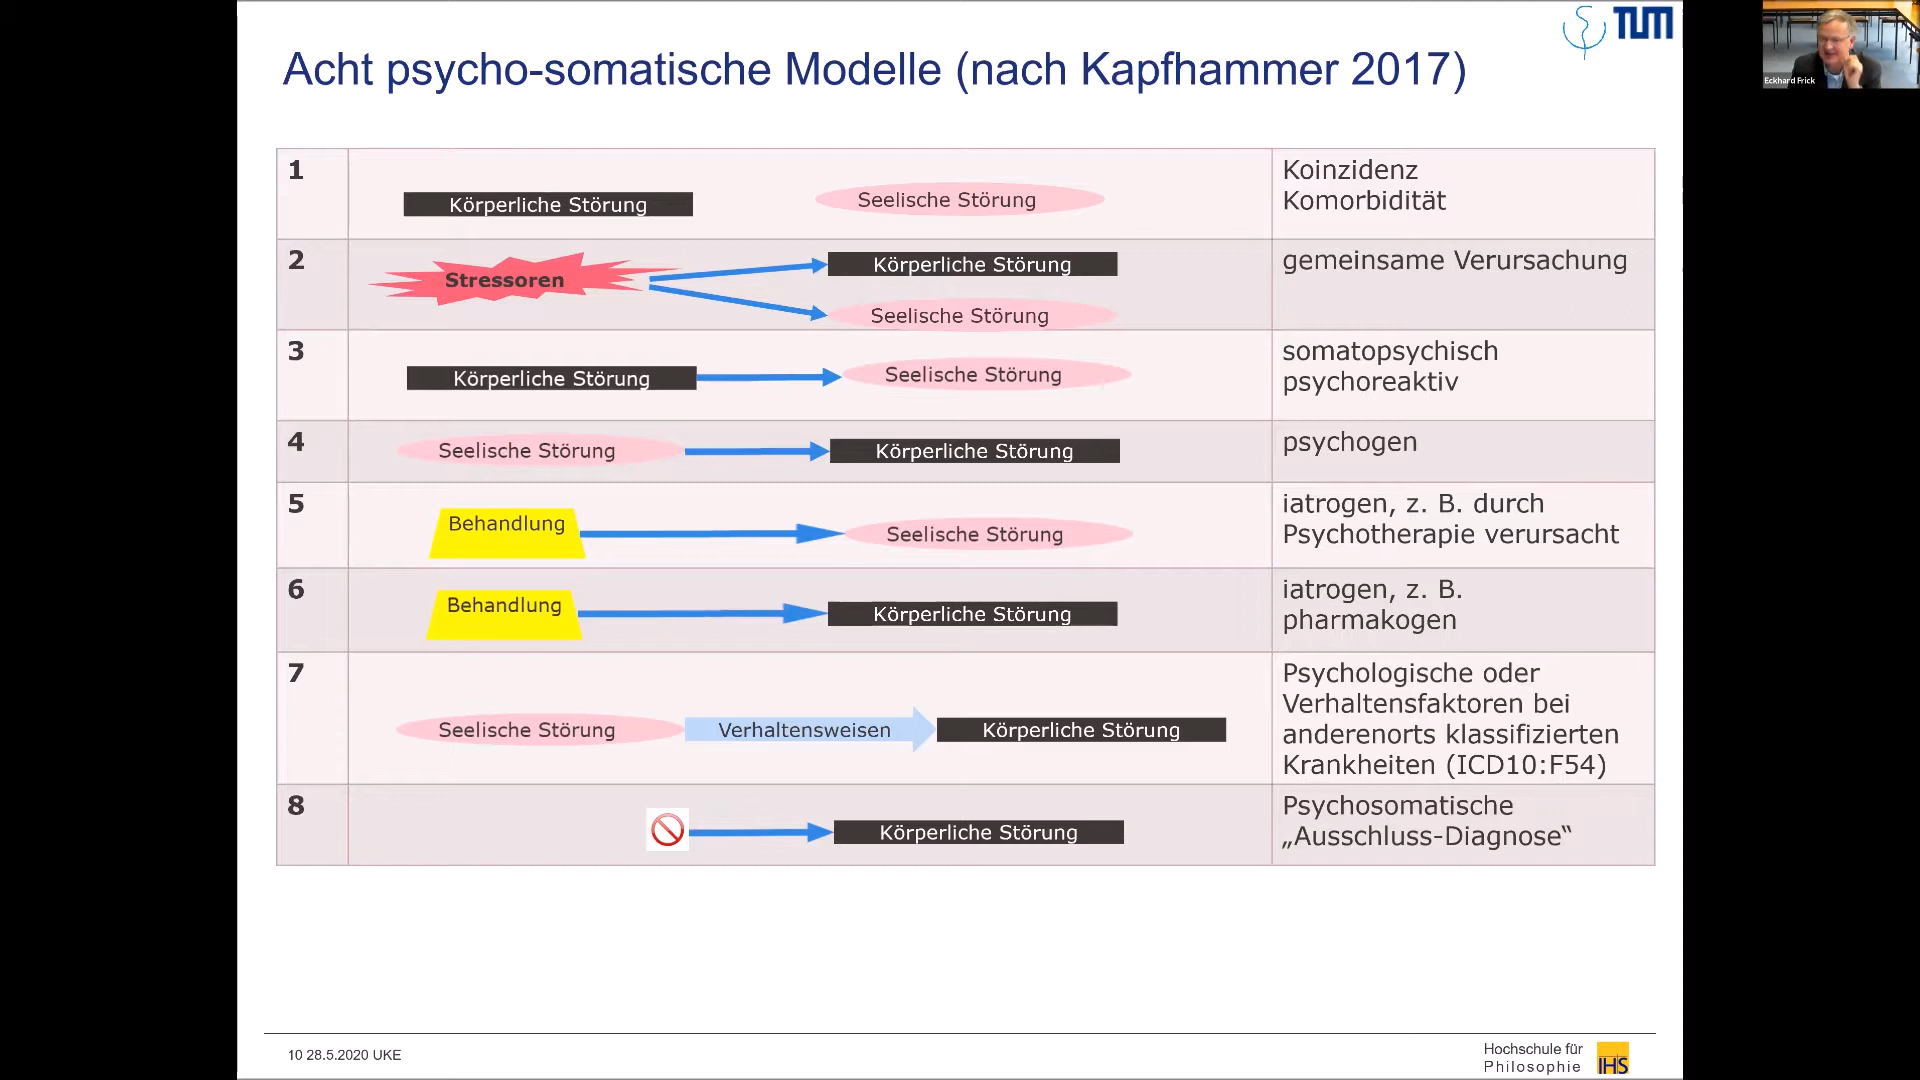 TUM
Acht psycho-somatische Modelle (nach Kapfhammer 2017)
Eckhard Frick
1
Körperliche Störung
Seelische Störung
Koinzidenz
Komorbidität
2
Stressoren
Körperliche Störung
Seelische Störung
gemeinsame Verursachung
3
Körperliche Störung
Seelische Störung
somatopsychisch
psychoreaktiv
4
Seelische Störung
Körperliche Störung
psychogen
5
Behandlung
Seelische Störung
iatrogen, z. B. durch
Psychotherapie verursacht
6
Behandlung
Körperliche Störung
iatrogen, z. B.
pharmakogen
7
Seelische Störung
Verhaltensweisen
Körperliche Störung
Psychologische oder
Verhaltensfaktoren bei
anderenorts klassifizierten
Krankheiten (ICD10:F54)
8
Körperliche Störung
Psychosomatische
„Ausschluss-Diagnose“
10 28.5.2020 UKE
Hochschule für
Philosophie
IHS